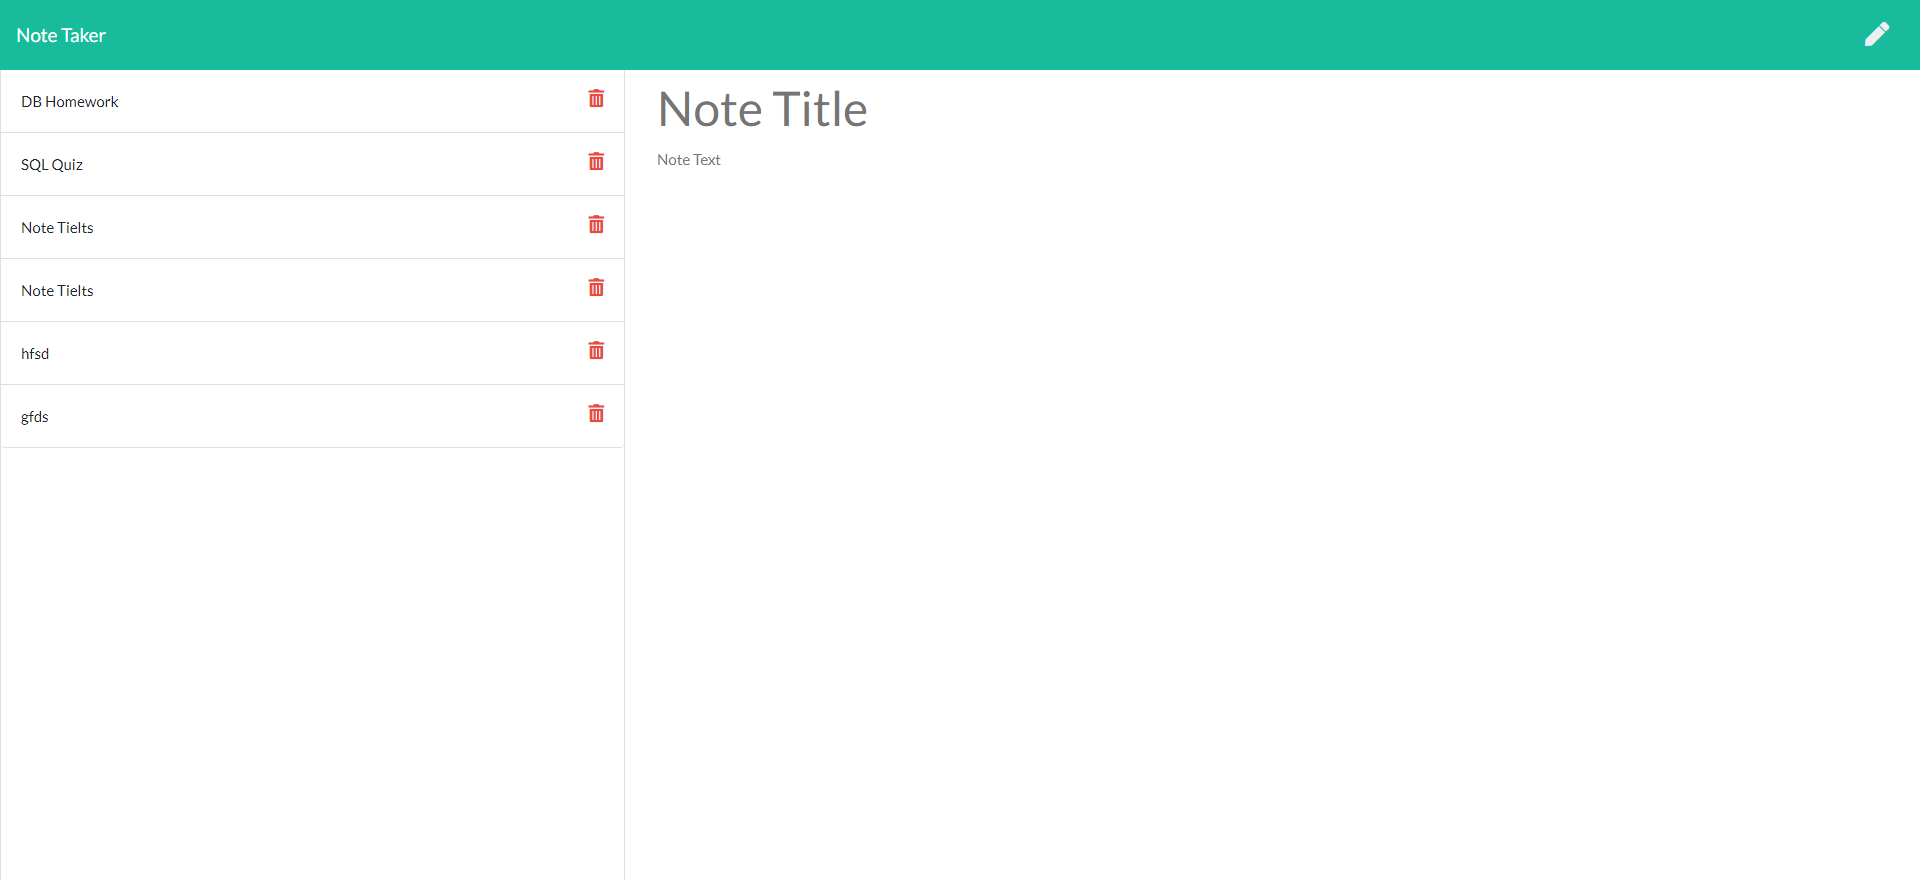 Note Taker
DB Homework
SQL Quiz
Note Tielts
Note Tielts
hfsd
gfds
Note Title
Note Text